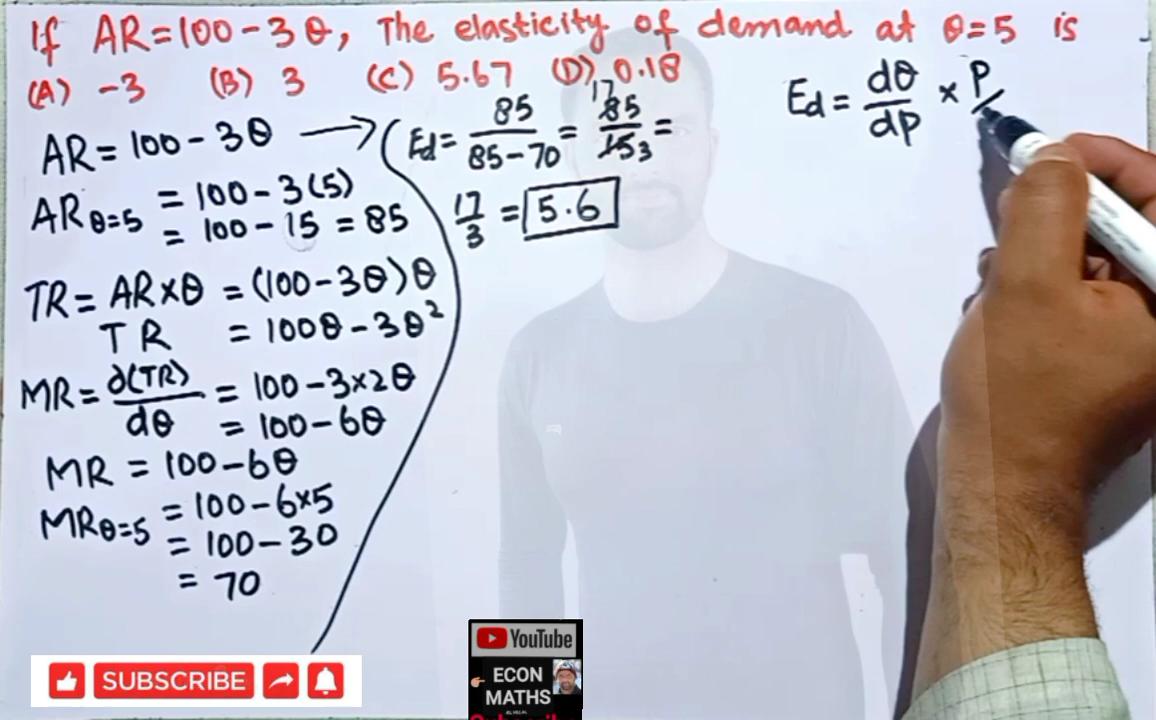 If AR=100-3θ, The elasticity of demand at θ=5 is
(A) -3 (B) 3 (C) 5.67 (D) 0.18
AR = 100 - 3θ →
ARθ=5 = 100 - 3(5)
= 100 - 15 = 85
TR = AR×θ = (100-3θ)θ
TR = 100θ - 3θ²
MR = ∂(TR)/dθ = 100 - 3×2θ
= 100 - 6θ
MR = 100 - 6θ
MRθ=5 = 100 - 6×5
= 100 - 30
= 70
Ed = 85/85-70 = 85/15 = 17/3 =
17/3 = 5.6
Ed = dθ/dp × P/
SUBSCRIBE
YouTube
ECON
MATHS